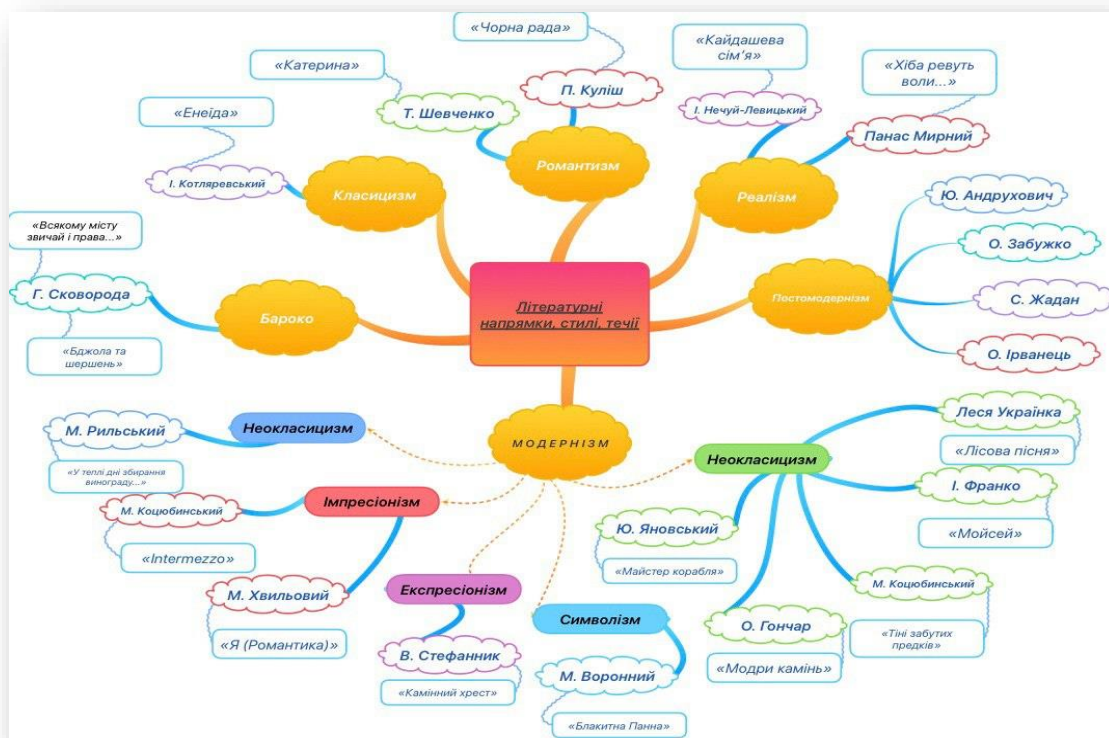 «Чорна рада»
«Катерина»
П. Куліш
Т. Шевченко
Романтизм
«Кайдашева
сім’я»
І. Нечуй-Левицький
«Хіба ревуть
воли...»
Панас Мирний
Реалізм
«Енеїда»
І. Котляревський
Класицизм
«Всякому місту
звичай і права...»
Г. Сковорода
«Бджола та
шершень»
Бароко
Літературні
напрямки, стилі, течії
Постомодернізм
Ю. Андрухович
О. Забужко
С. Жадан
О. Ірванець
МОДЕРНІЗМ
Неокласицизм
М. Рильський
«У теплі дні збирання
винограду...»
Імпресіонізм
М. Коцюбинський
«Intermezzo»
М. Хвильовий
«Я (Романтика)»
Експресіонізм
В. Стефанник
«Камінний хрест»
Символізм
М. Воронний
«Блакитна Панна»
Неокласицизм
Леся Українка
«Лісова пісня»
І. Франко
«Мойсей»
М. Коцюбинський
«Тіні забутих
предків»
О. Гончар
«Модри камінь»
Ю. Яновський
«Майстер корабля»